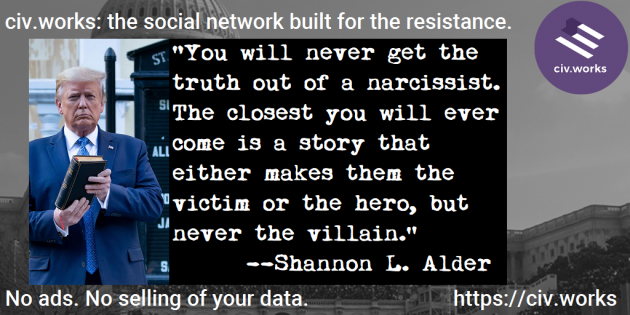 civ.works: the social network built for the resistance.
civ.works
"You will never get the
truth out of a narcissist.
The closest you will ever
come is a story that
either makes them the
victim or the hero, but
never the villain."
--Shannon L. Alder
No ads. No selling of your data.
https://civ.works